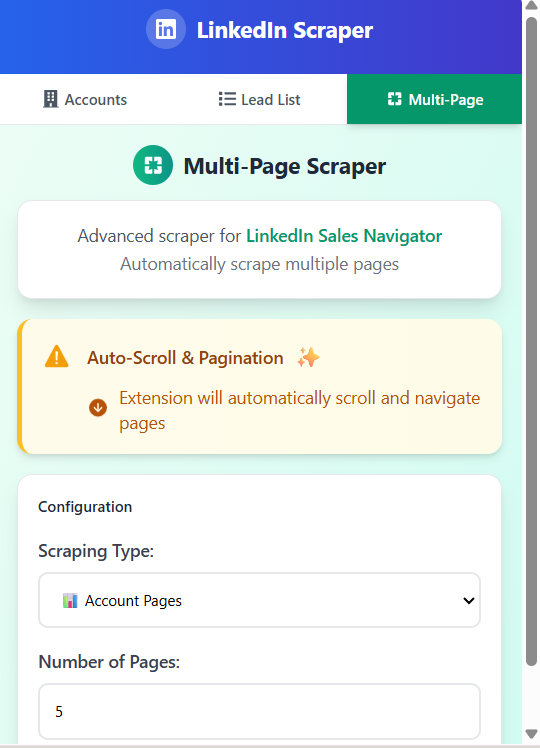 in LinkedIn Scraper
Accounts Lead List Multi-Page
Multi-Page Scraper
Advanced scraper for LinkedIn Sales Navigator
Automatically scrape multiple pages
Auto-Scroll & Pagination
Extension will automatically scroll and navigate
pages
Configuration
Scraping Type:
Account Pages
Number of Pages:
5